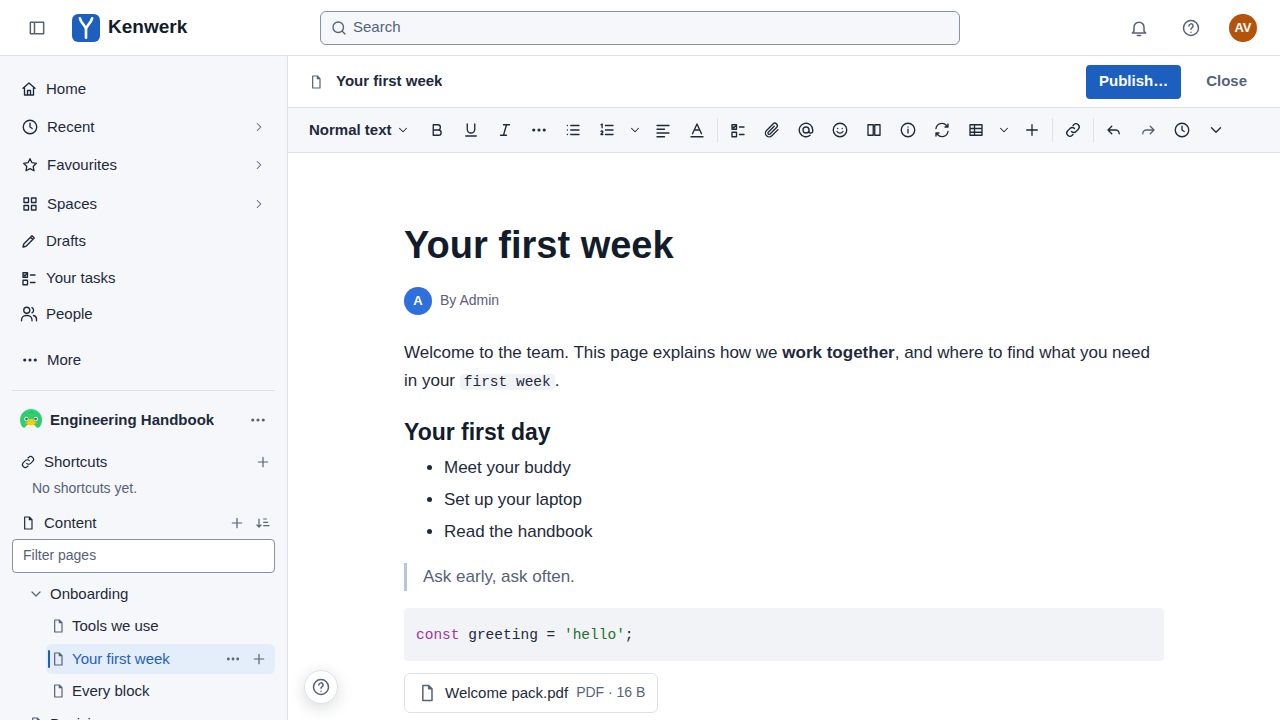 Kenwerk
Search
AV
Home
Recent
Favourites
Spaces
Drafts
Your tasks
People
More
Engineering Handbook
Shortcuts
No shortcuts yet.
Content
Filter pages
Onboarding
Tools we use
Your first week
Every block
Your first week
Publish…
Close
Normal text
Your first week
A
By Admin
Welcome to the team. This page explains how we work together, and where to find what you need
in your first week.
Your first day
• Meet your buddy
• Set up your laptop
• Read the handbook
Ask early, ask often.
const greeting = 'hello';
Welcome pack.pdf PDF · 16 B